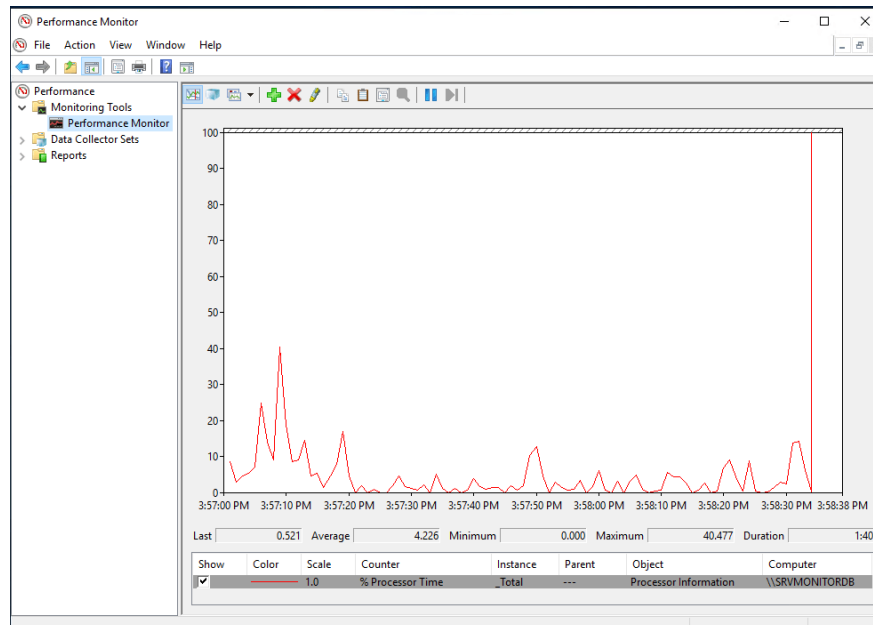 Performance Monitor
File Action View Window Help
Performance
Monitoring Tools
Performance Monitor
Data Collector Sets
Reports
100
90
80
70
60
50
40
30
20
10
0
3:57:00 PM 3:57:10 PM 3:57:20 PM 3:57:30 PM 3:57:40 PM 3:57:50 PM 3:58:00 PM 3:58:10 PM 3:58:20 PM 3:58:30 PM 3:58:38 PM
Last 0.521 Average 4.226 Minimum 0.000 Maximum 40.477 Duration 1:40
Show Color Scale Counter Instance Parent Object Computer
1.0 % Processor Time _Total --- Processor Information \\SRVMONITORDB